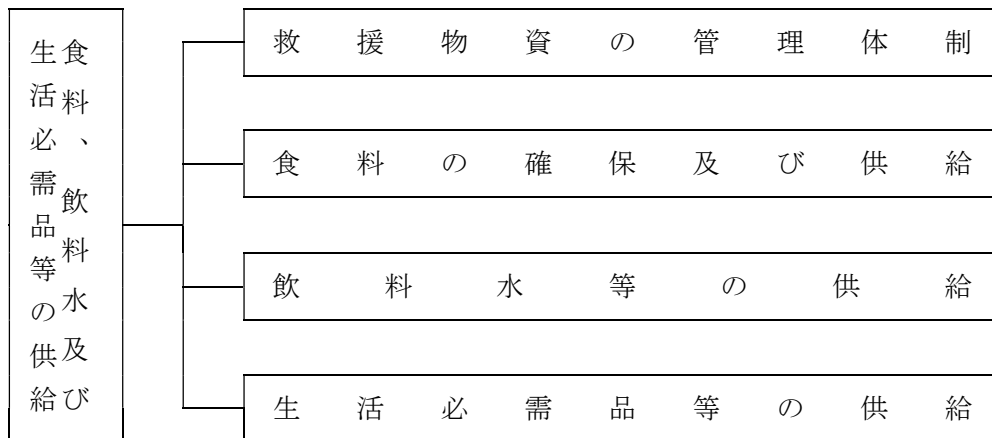 食料、飲料水及び
生活必需品等の供給
救援物資の管理体制
食料の確保及び供給
飲料水等の供給
生活必需品等の供給